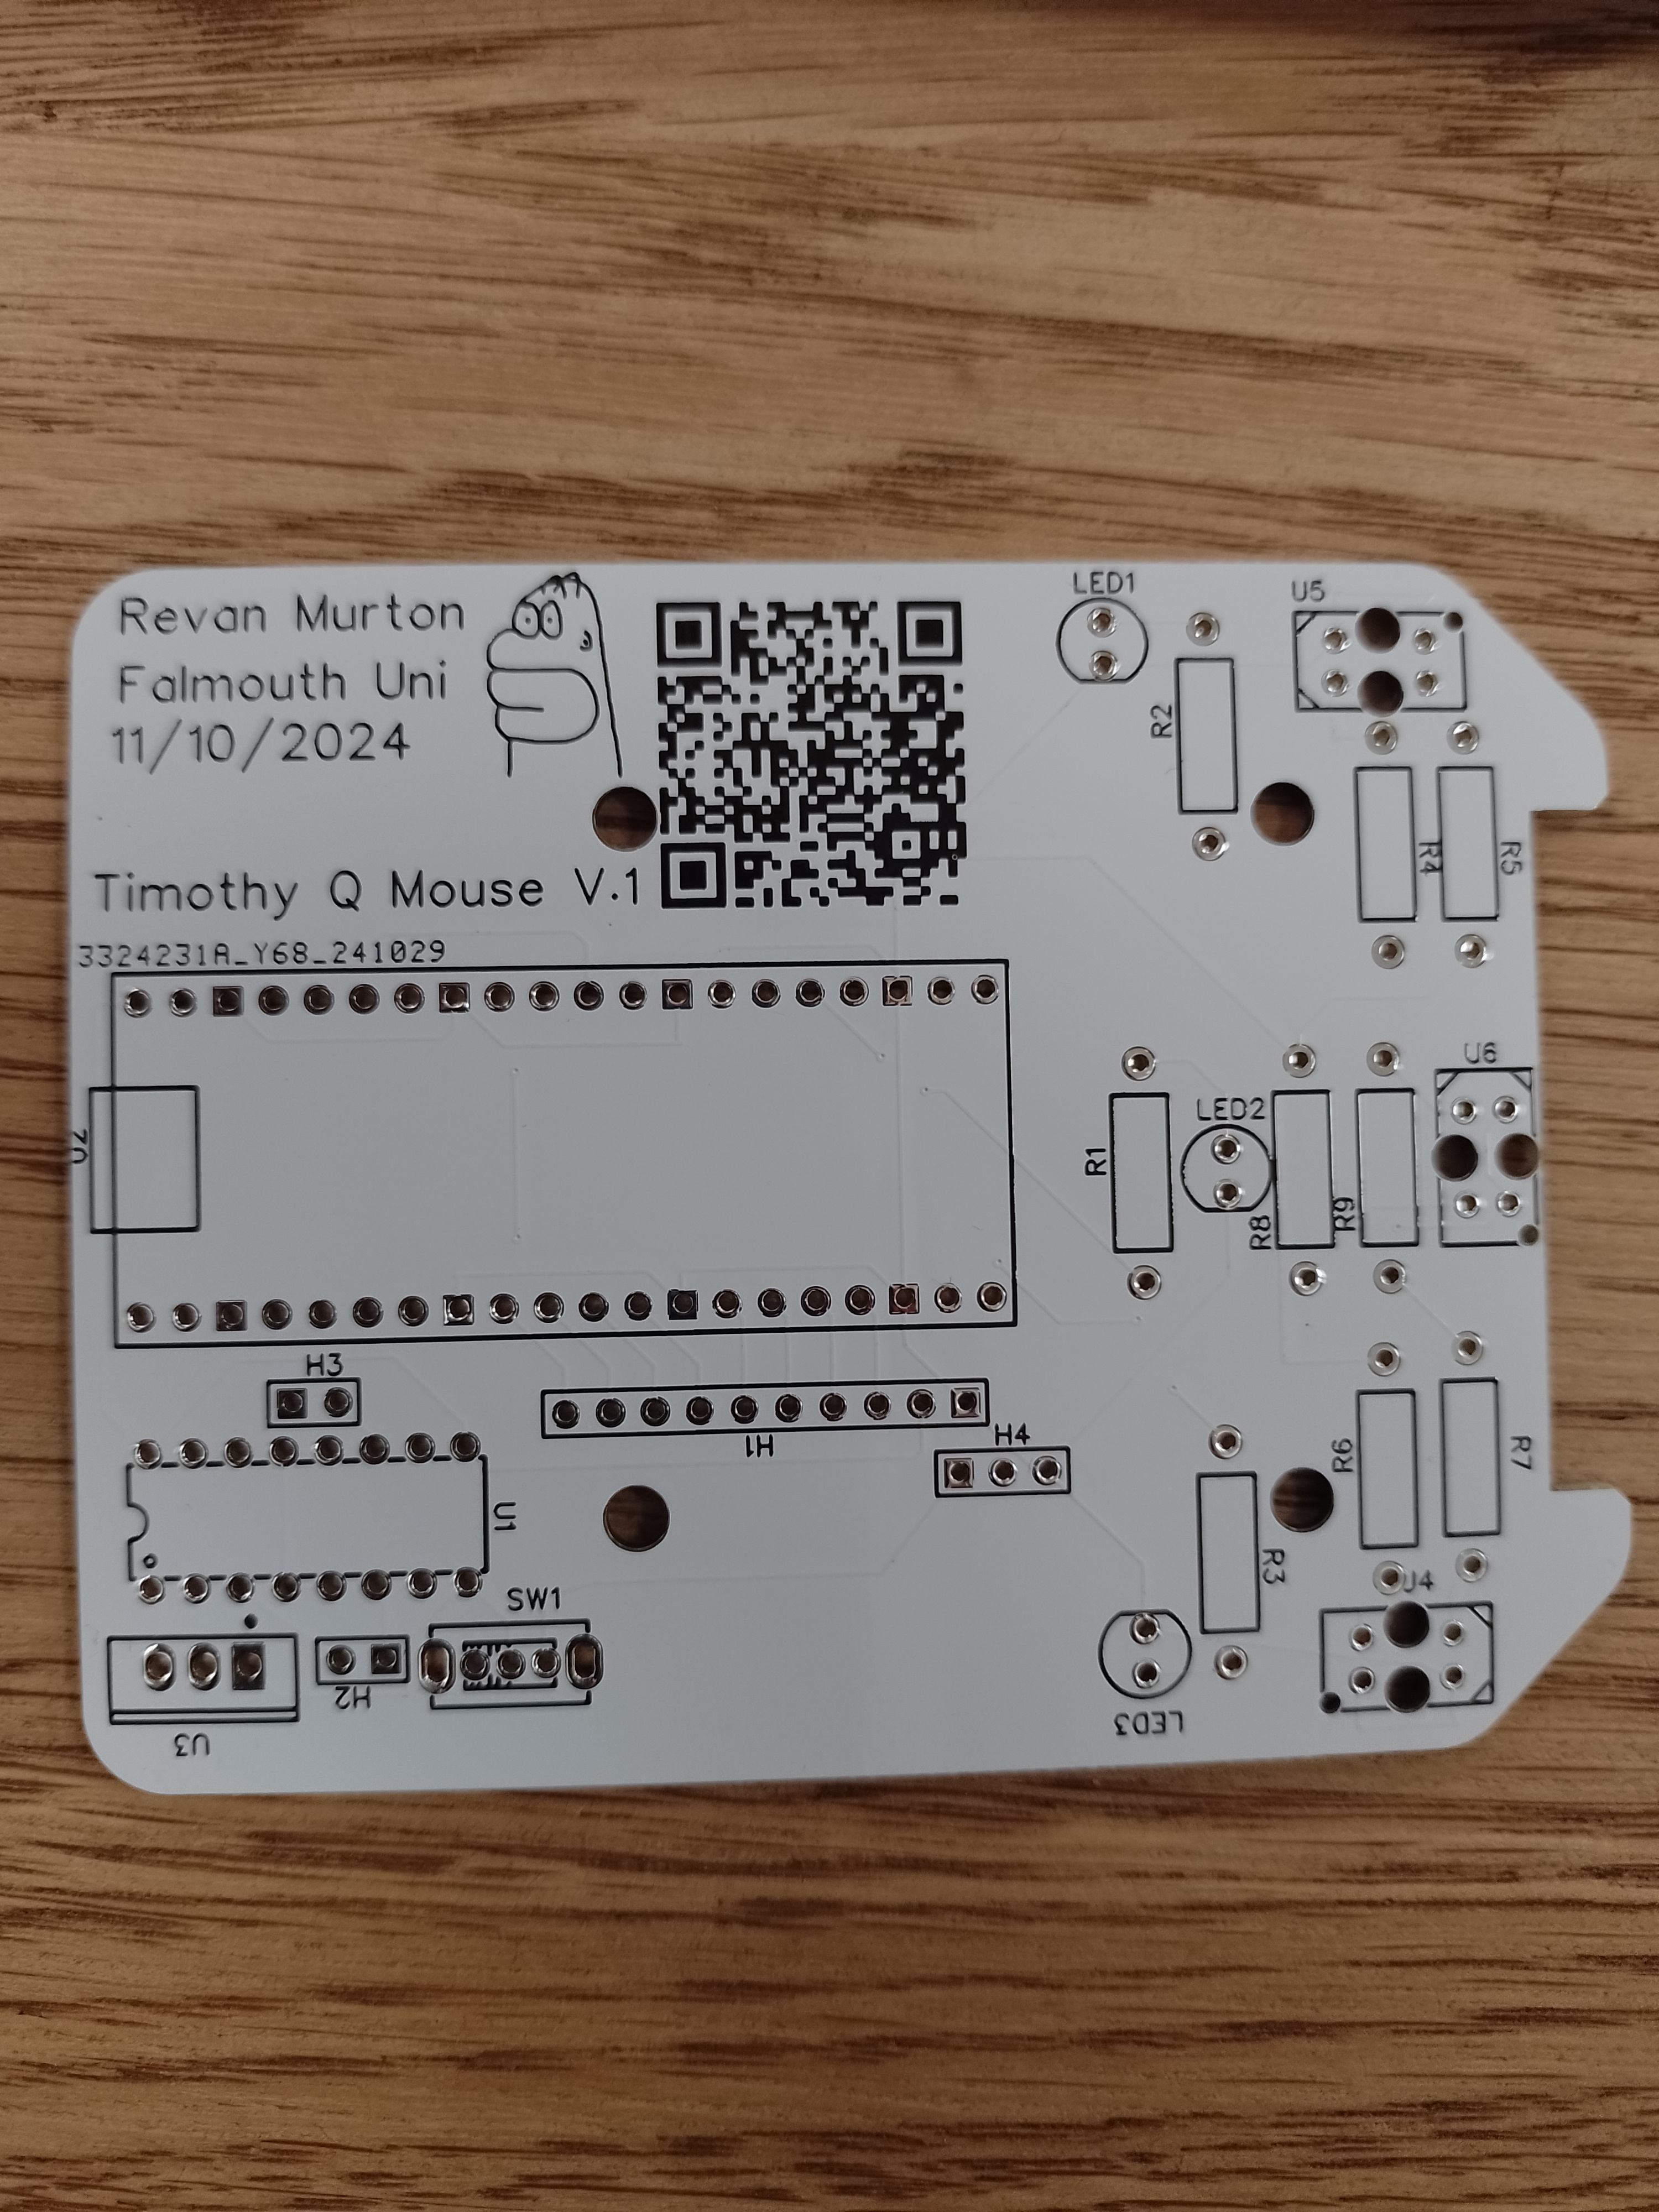 Revan Murton
Falmouth Uni
11/10/2024
Timothy Q Mouse V.1
3324231A_Y68_241029
LED1
U5
R2
R4
R5
U6
LED2
R1
R8
R9
H3
H1
H4
U1
R6
R7
R3
U4
SW1
H2
U3
LED3